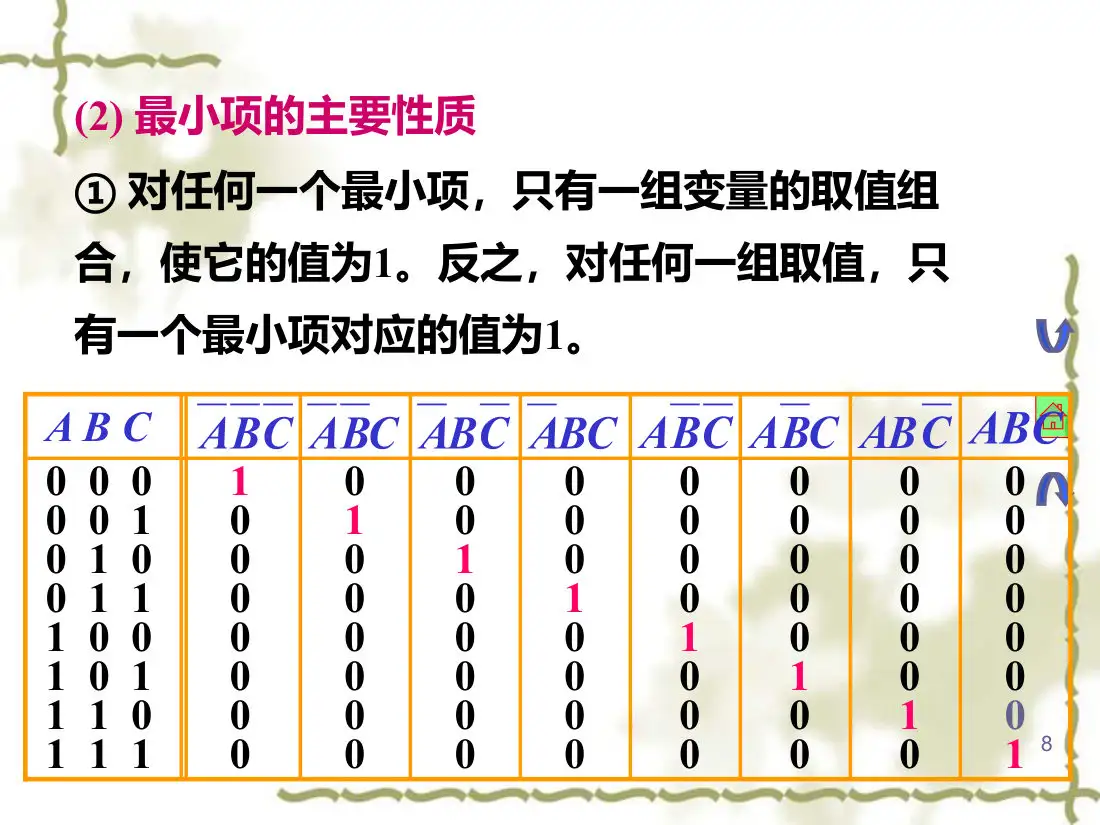 (2) 最小项的主要性质
① 对任何一个最小项，只有一组变量的取值组
合，使它的值为1。反之，对任何一组取值，只
有一个最小项对应的值为1。
A B C A̅B̅C̅ A̅B̅C A̅BC̅ A̅BC AB̅C̅ AB̅C ABC̅ ABC
0 0 0 1 0 0 0 0 0 0 0
0 0 1 0 1 0 0 0 0 0 0
0 1 0 0 0 1 0 0 0 0 0
0 1 1 0 0 0 1 0 0 0 0
1 0 0 0 0 0 0 1 0 0 0
1 0 1 0 0 0 0 0 1 0 0
1 1 0 0 0 0 0 0 0 1 0
1 1 1 0 0 0 0 0 0 0 1
8